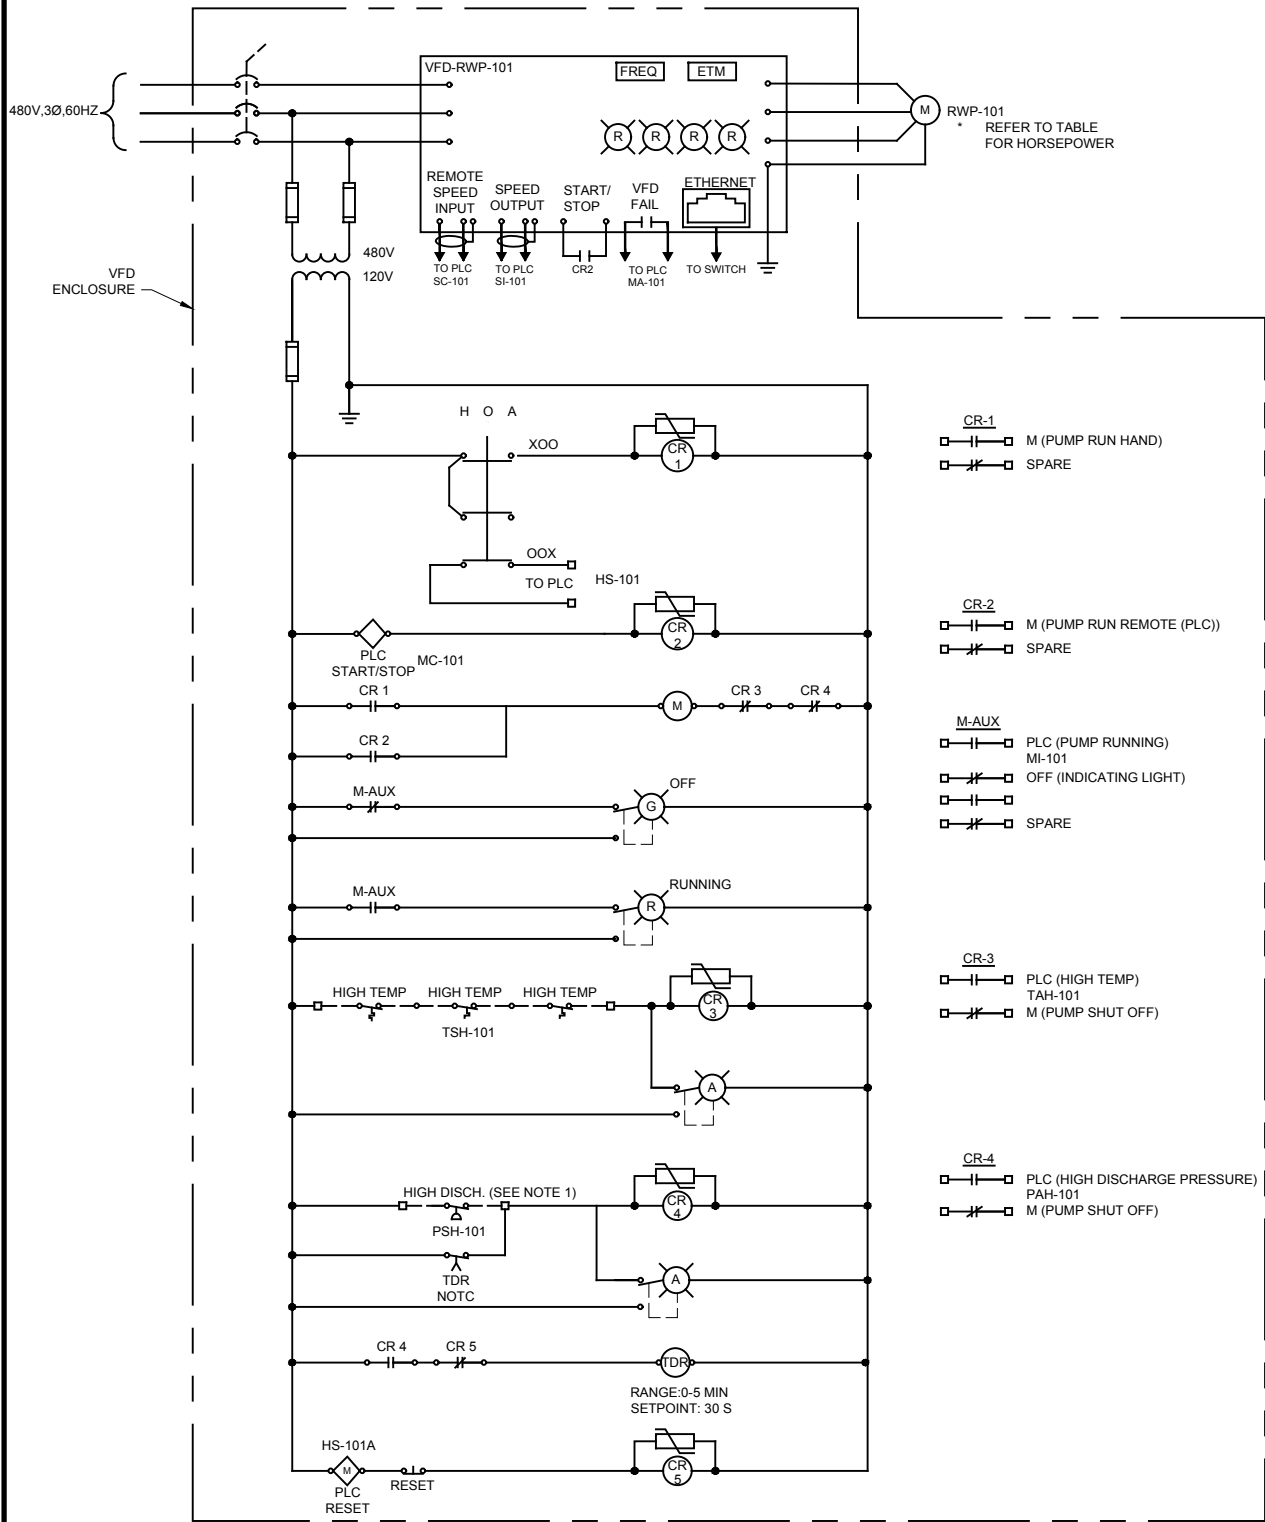 VFD-RWP-101
FREQ
ETM
480V,3Ø,60HZ
R
R
R
R
M
RWP-101
* REFER TO TABLE
FOR HORSEPOWER
REMOTE
SPEED
INPUT
SPEED
OUTPUT
START/
STOP
VFD
FAIL
ETHERNET
TO PLC
SC-101
TO PLC
SI-101
CR2
TO PLC
MA-101
TO SWITCH
480V
120V
VFD
ENCLOSURE
H O A
XOO
CR
1
OOX
TO PLC
HS-101
CR
2
PLC
START/STOP
MC-101
CR 1
M
CR 3
CR 4
CR 2
M-AUX
OFF
G
M-AUX
RUNNING
R
HIGH TEMP
HIGH TEMP
HIGH TEMP
TSH-101
CR
3
A
HIGH DISCH. (SEE NOTE 1)
PSH-101
CR
4
TDR
NOTC
A
CR 4
CR 5
TDR
RANGE:0-5 MIN
SETPOINT: 30 S
HS-101A
M
PLC
RESET
RESET
CR
5
CR-1
M (PUMP RUN HAND)
SPARE
CR-2
M (PUMP RUN REMOTE (PLC))
SPARE
M-AUX
PLC (PUMP RUNNING)
MI-101
OFF (INDICATING LIGHT)
SPARE
CR-3
PLC (HIGH TEMP)
TAH-101
M (PUMP SHUT OFF)
CR-4
PLC (HIGH DISCHARGE PRESSURE)
PAH-101
M (PUMP SHUT OFF)